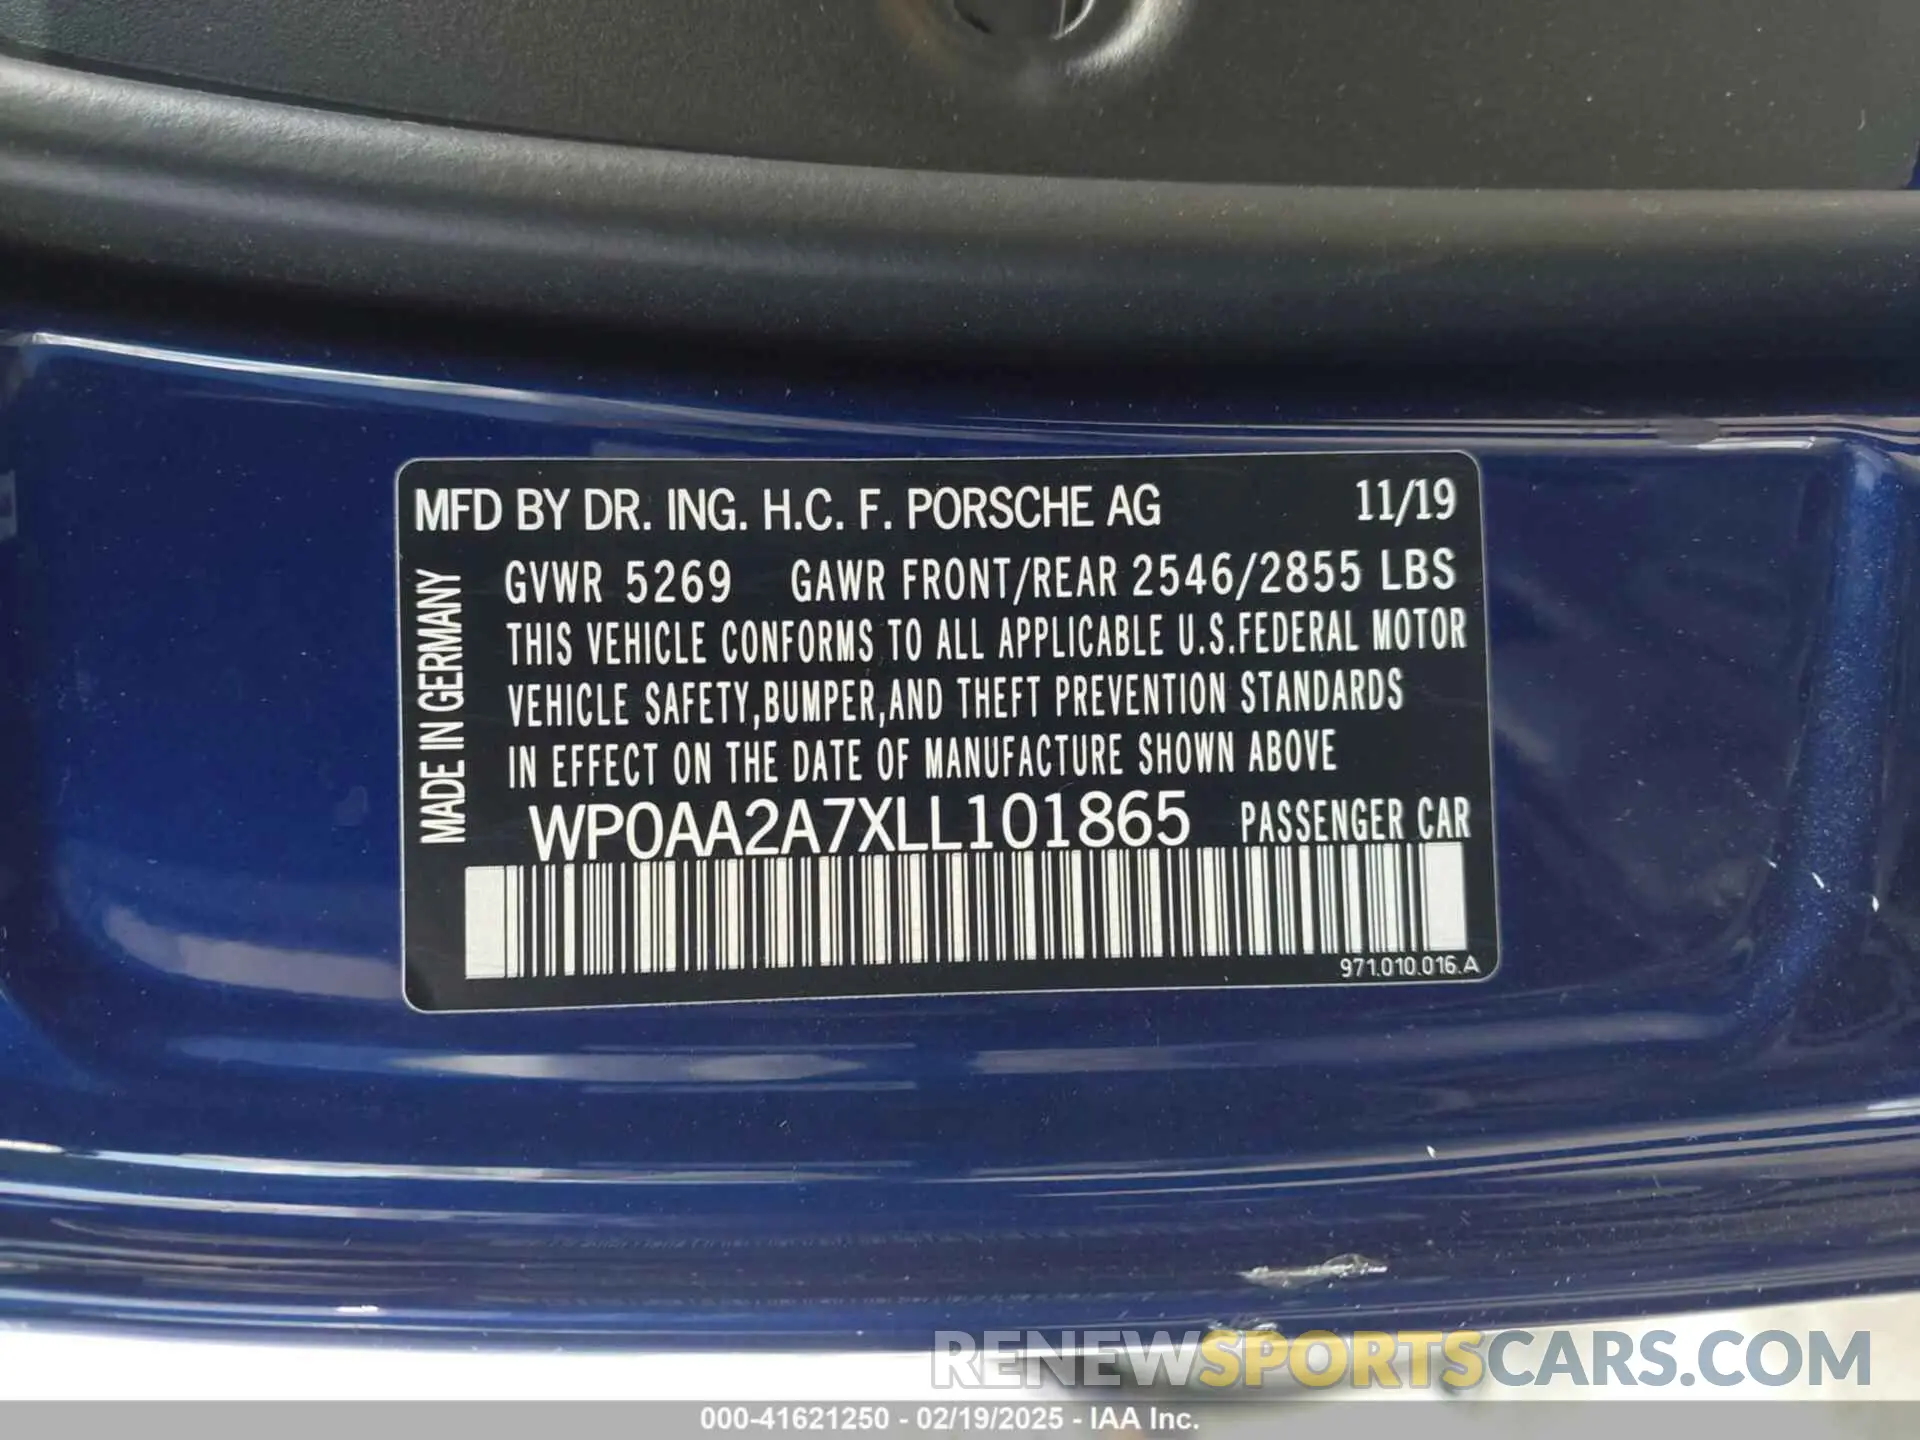 MFD BY DR. ING. H.C. F. PORSCHE AG 11/19
MADE IN GERMANY
GVWR 5269 GAWR FRONT/REAR 2546/2855 LBS
THIS VEHICLE CONFORMS TO ALL APPLICABLE U.S.FEDERAL MOTOR
VEHICLE SAFETY,BUMPER,AND THEFT PREVENTION STANDARDS
IN EFFECT ON THE DATE OF MANUFACTURE SHOWN ABOVE
WP0AA2A7XLL101865 PASSENGER CAR
971.010.016.A
RENEWSPORTSCARS.COM
000-41621250 - 02/19/2025 - IAA Inc.